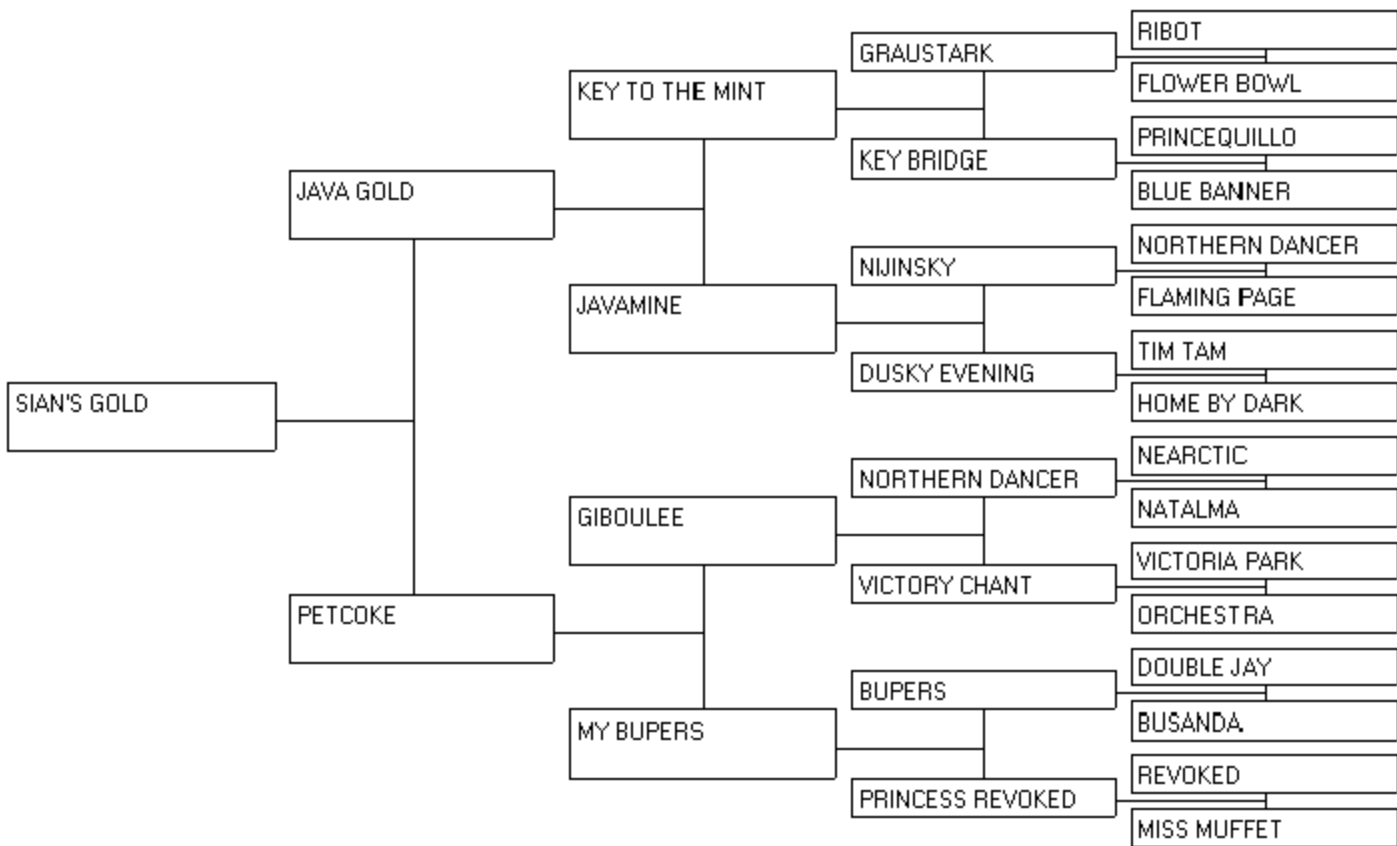 SIAN'S GOLD
JAVA GOLD
PETCOKE
KEY TO THE MINT
JAVAMINE
GIBOULEE
MY BUPERS
GRAUSTARK
KEY BRIDGE
NIJINSKY
DUSKY EVENING
NORTHERN DANCER
VICTORY CHANT
BUPERS
PRINCESS REVOKED
RIBOT
FLOWER BOWL
PRINCEQUILLO
BLUE BANNER
NORTHERN DANCER
FLAMING PAGE
TIM TAM
HOME BY DARK
NEARCTIC
NATALMA
VICTORIA PARK
ORCHESTRA
DOUBLE JAY
BUSANDA
REVOKED
MISS MUFFET